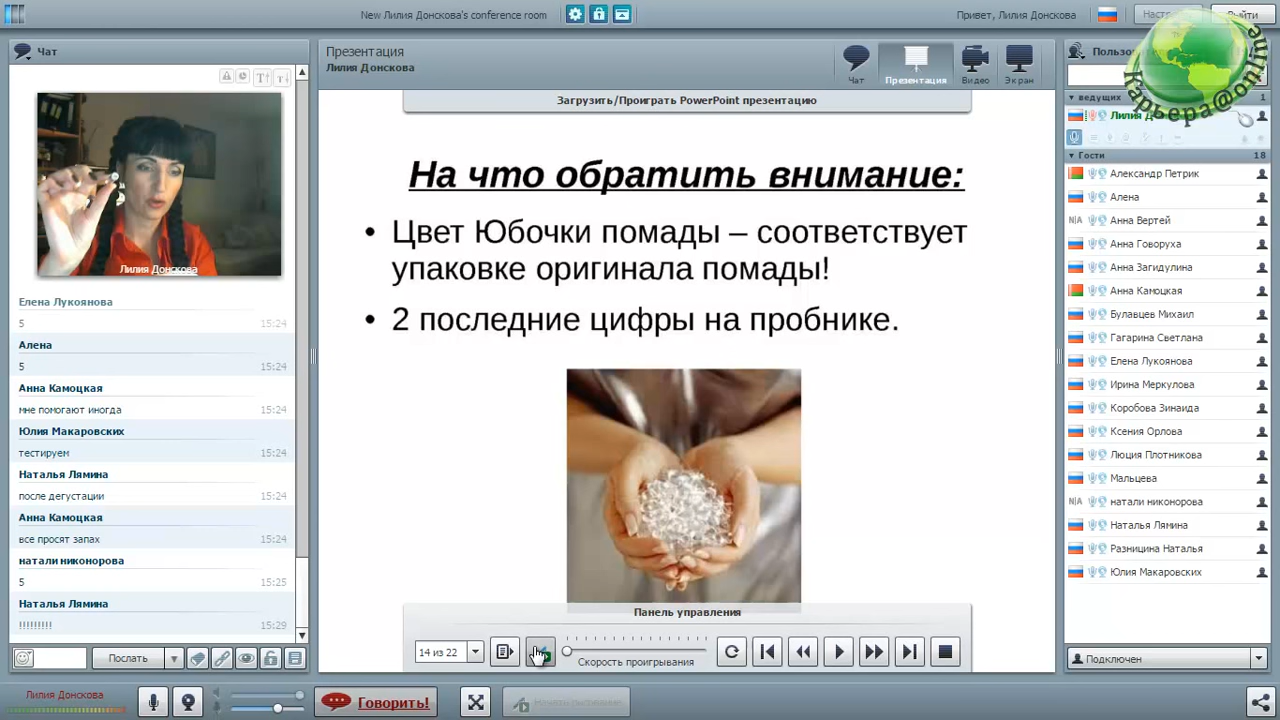 New Лилия Донскова's conference room
Привет, Лилия Донскова
Выйти
Чат
Лилия Донскова
Елена Лукоянова
5 15:24
Алена
5 15:24
Анна Камоцкая
мне помогают иногда 15:24
Юлия Макаровских
тестируем 15:24
Наталья Лямина
после дегустации 15:24
Анна Камоцкая
все просят запах 15:24
натали никонорова
5 15:25
Наталья Лямина
!!!!!!!!! 15:29
Послать
Презентация
Лилия Донскова
Чат
Презентация
Видео
Экран
Загрузить/Проиграть PowerPoint презентацию
На что обратить внимание:
• Цвет Юбочки помады – соответствует
упаковке оригинала помады!
• 2 последние цифры на пробнике.
Панель управления
14 из 22
Скорость проигрывания
карьера@online
ведущих 1
Гости 18
Александр Петрик
Алена
N/A Анна Вертей
Анна Говоруха
Анна Загидулина
Анна Камоцкая
Булавцев Михаил
Гагарина Светлана
Елена Лукоянова
Ирина Меркулова
Коробова Зинаида
Ксения Орлова
Люция Плотникова
Мальцева
N/A натали никонорова
Наталья Лямина
Разницина Наталья
Юлия Макаровских
Подключен
Лилия Донскова
Говорить!